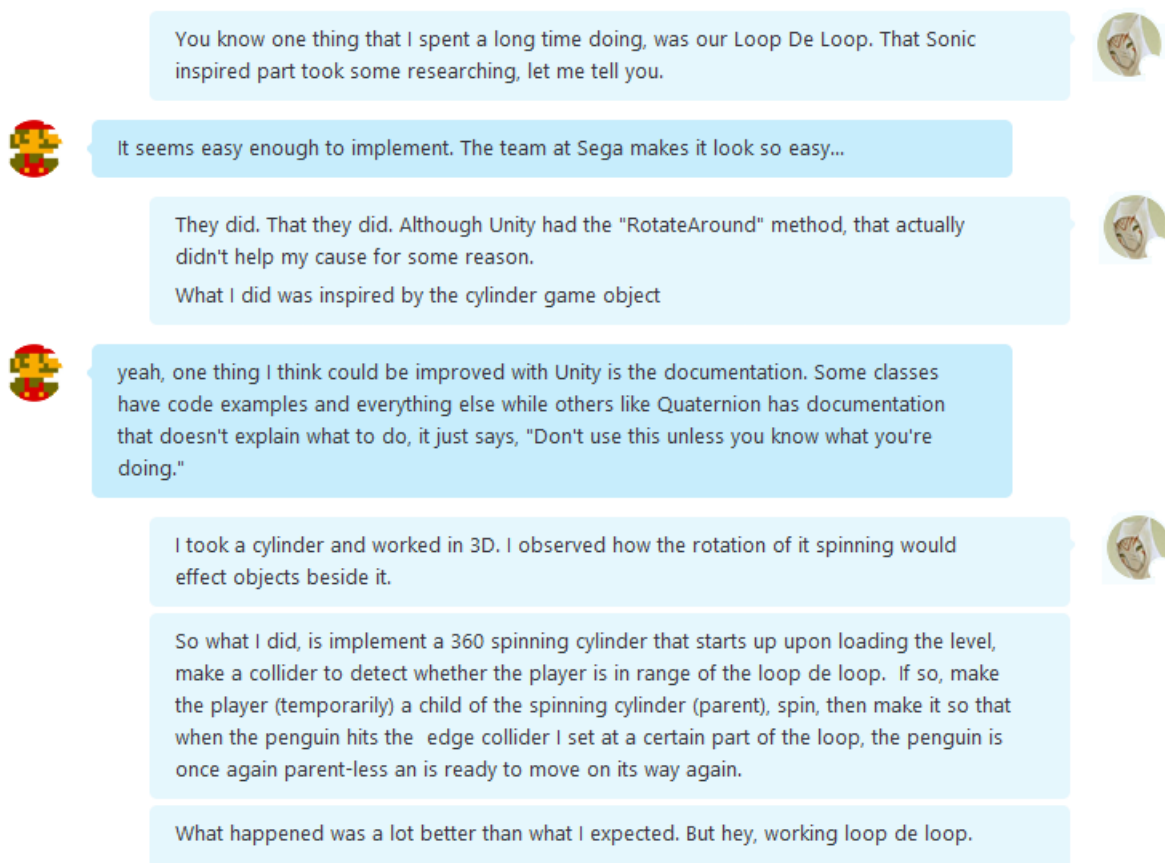 You know one thing that I spent a long time doing, was our Loop De Loop. That Sonic
inspired part took some researching, let me tell you.
It seems easy enough to implement. The team at Sega makes it look so easy...
They did. That they did. Although Unity had the "RotateAround" method, that actually
didn't help my cause for some reason.
What I did was inspired by the cylinder game object
yeah, one thing I think could be improved with Unity is the documentation. Some classes
have code examples and everything else while others like Quaternion has documentation
that doesn't explain what to do, it just says, "Don't use this unless you know what you're
doing."
I took a cylinder and worked in 3D. I observed how the rotation of it spinning would
effect objects beside it.
So what I did, is implement a 360 spinning cylinder that starts up upon loading the level,
make a collider to detect whether the player is in range of the loop de loop.  If so, make
the player (temporarily) a child of the spinning cylinder (parent), spin, then make it so that
when the penguin hits the  edge collider I set at a certain part of the loop, the penguin is
once again parent-less an is ready to move on its way again.
What happened was a lot better than what I expected. But hey, working loop de loop.